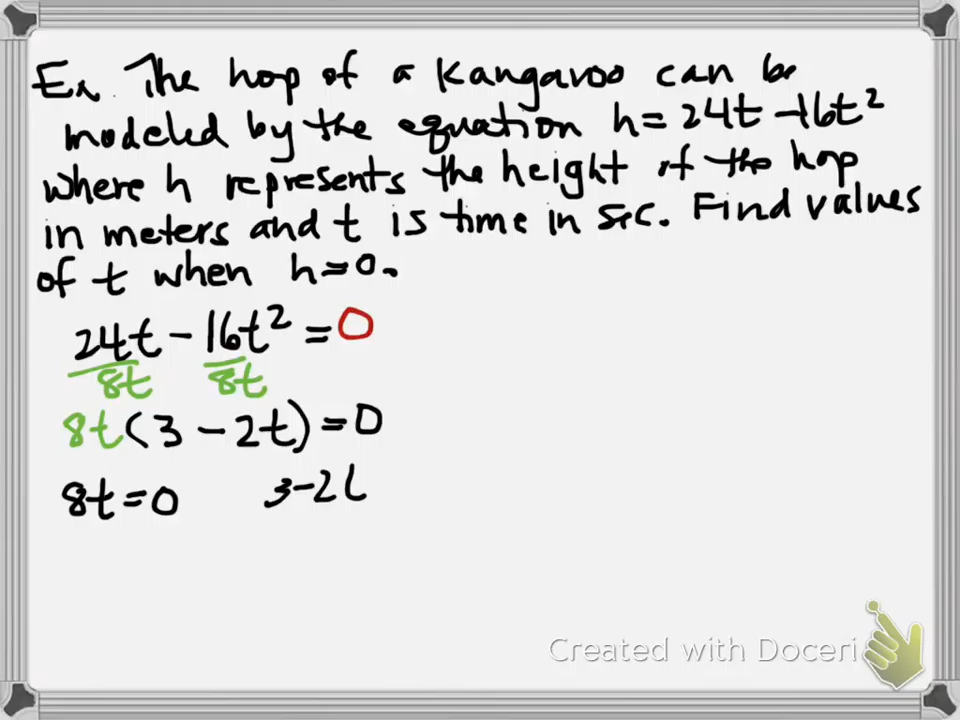 Ex. The hop of a Kangaroo can be
modeled by the equation h=24t-16t²
where h represents the height of the hop
in meters and t is time in sec. Find values
of t when h=0.
24t - 16t² = 0
8t 8t
8t(3 - 2t) = 0
8t=0 3-2
Created with Doceri